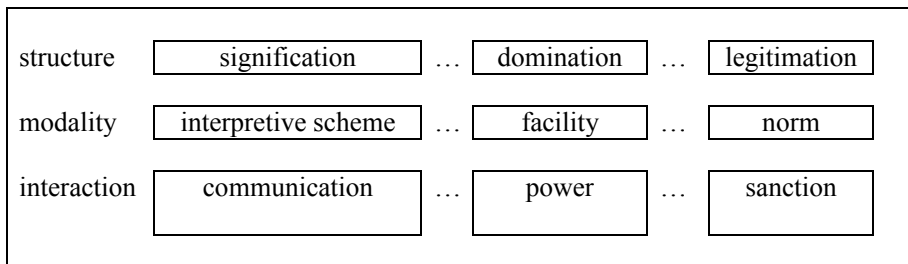 structure signification … domination … legitimation
modality interpretive scheme … facility … norm
interaction communication … power … sanction